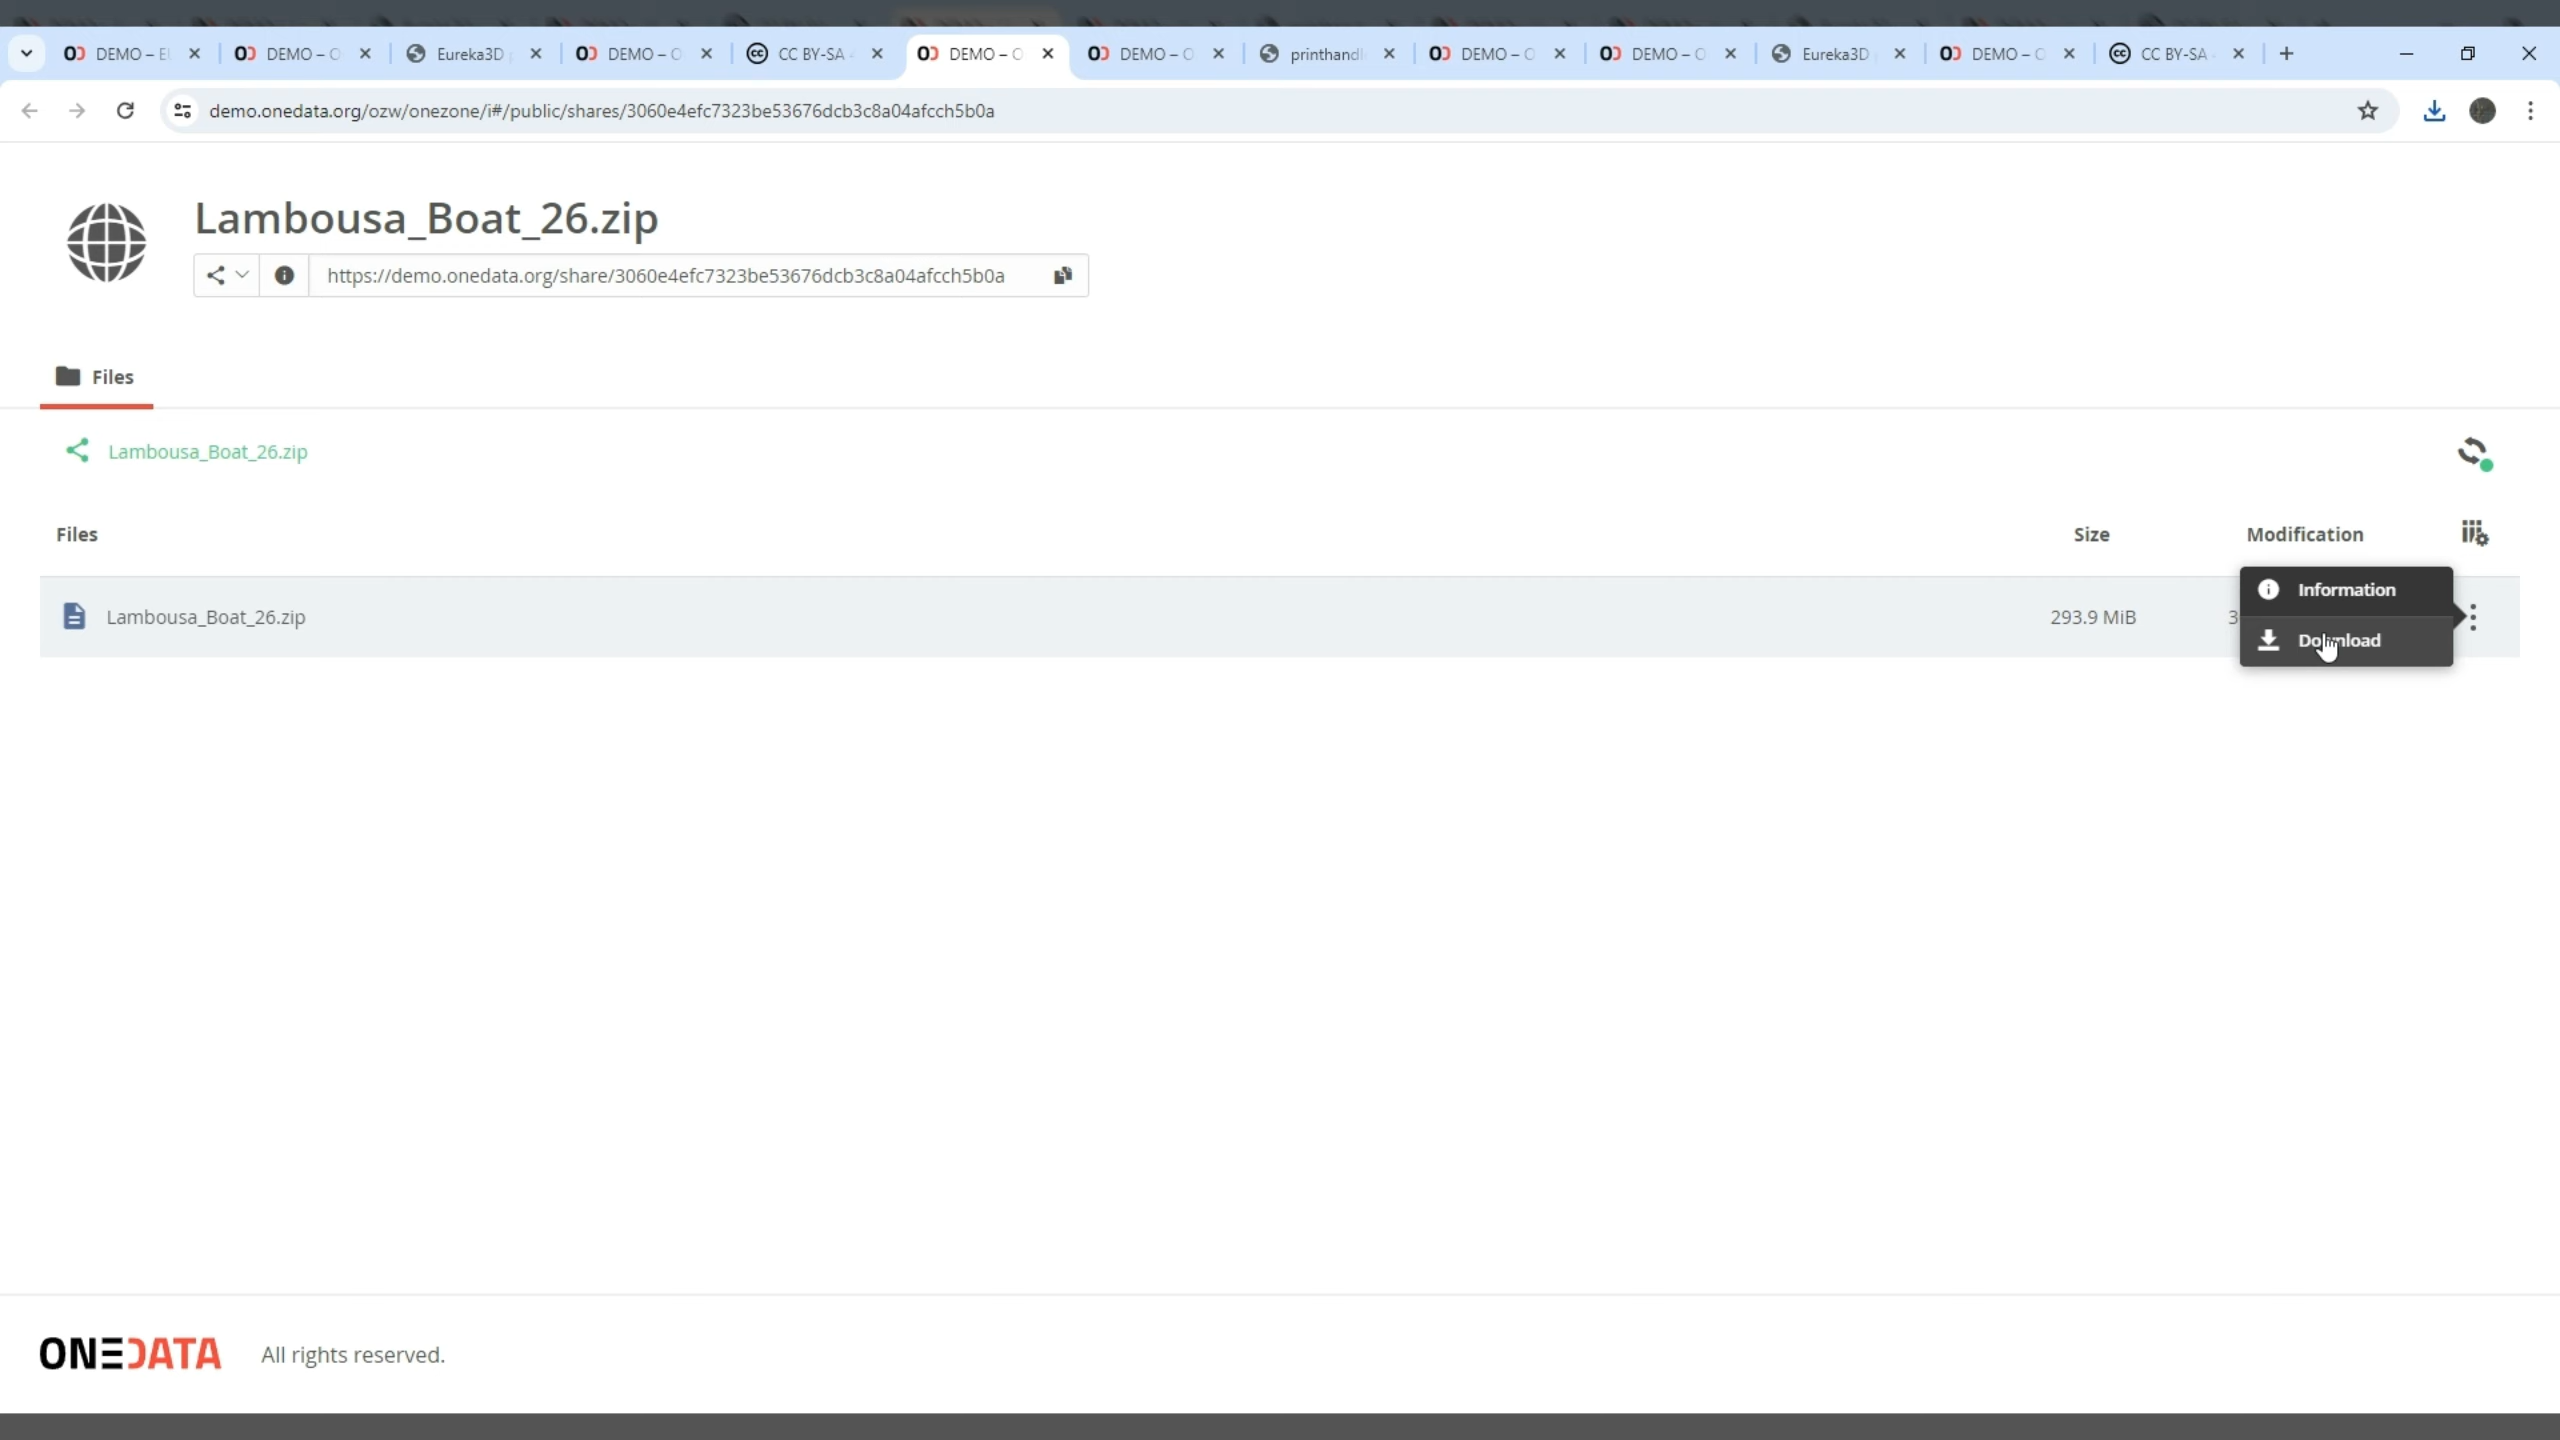 DEMO – E DEMO – O Eureka3D DEMO – O CC BY-SA DEMO – O DEMO – O printhandl DEMO – O DEMO – O Eureka3D DEMO – O CC BY-SA
demo.onedata.org/ozw/onezone/i#/public/shares/3060e4efc7323be53676dcb3c8a04afcch5b0a
Lambousa_Boat_26.zip
https://demo.onedata.org/share/3060e4efc7323be53676dcb3c8a04afcch5b0a
Files
Lambousa_Boat_26.zip
Files Size Modification
Lambousa_Boat_26.zip 293.9 MiB 3
Information
Download
ONEDATA All rights reserved.